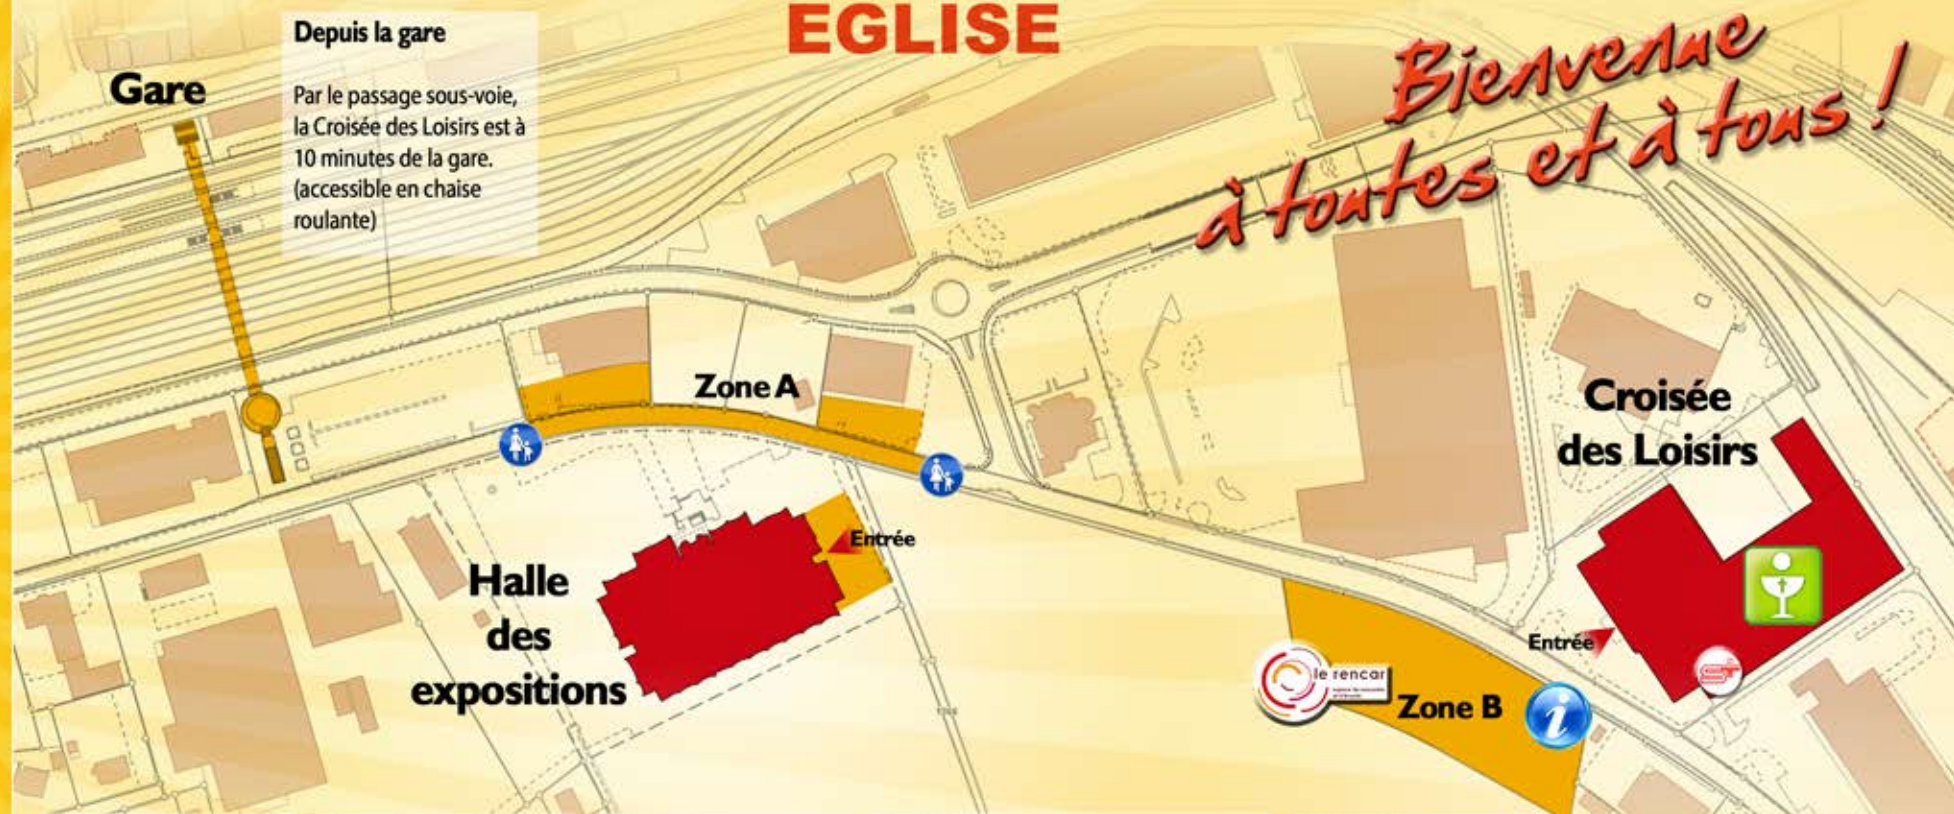 EGLISE
Bienvenue
à toutes et à tous !
Depuis la gare
Par le passage sous-voie,
la Croisée des Loisirs est à
10 minutes de la gare.
(accessible en chaise
roulante)
Gare
Zone A
Croisée
des Loisirs
Entrée
Halle
des
expositions
Entrée
le rencar
Zone B
i